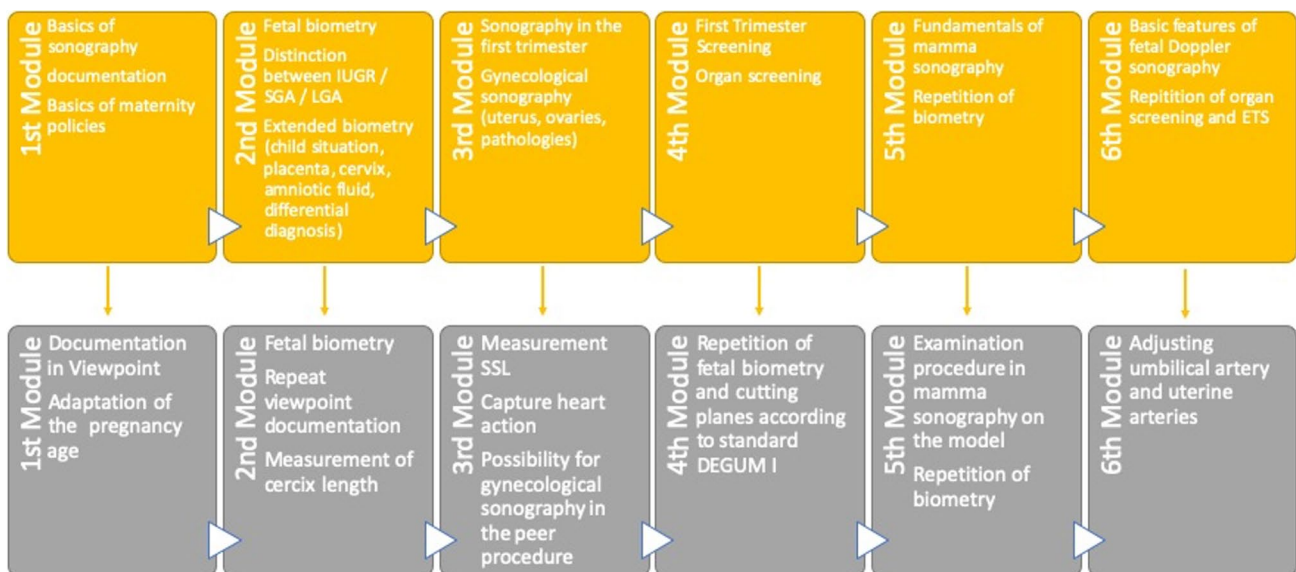 1st Module
Basics of
sonography
documentation
Basics of maternity
policies
2nd Module
Fetal biometry
Distinction
between IUGR /
SGA / LGA
Extended biometry
(child situation,
placenta, cervix,
amniotic fluid,
differential
diagnosis)
3rd Module
Sonography in the
first trimester
Gynecological
sonography
(uterus, ovaries,
pathologies)
4th Module
First Trimester
Screening
Organ screening
5th Module
Fundamentals of
mamma
sonography
Repetition of
biometry
6th Module
Basic features of
fetal Doppler
sonography
Repitition of organ
screening and ETS
1st Module
Documentation
in Viewpoint
Adaptation of
the pregnancy
age
2nd Module
Fetal biometry
Repeat
viewpoint
documentation
Measurement of
cercix length
3rd Module
Measurement
SSL
Capture heart
action
Possibility for
gynecological
sonography in
the peer
procedure
4th Module
Repetition of
fetal biometry
and cutting
planes according
to standard
DEGUM I
5th Module
Examination
procedure in
mamma
sonography on
the model
Repetition of
biometry
6th Module
Adjusting
umbilical artery
and uterine
arteries